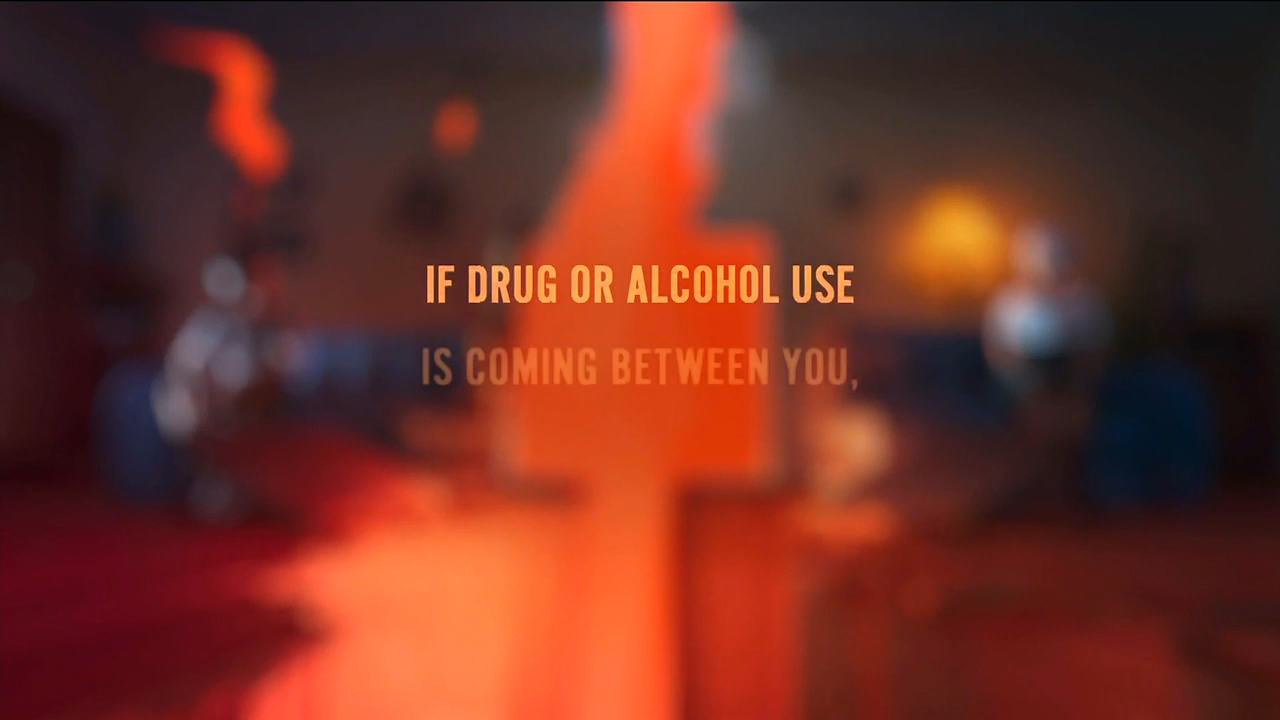 IF DRUG OR ALCOHOL USE
IS COMING BETWEEN YOU,